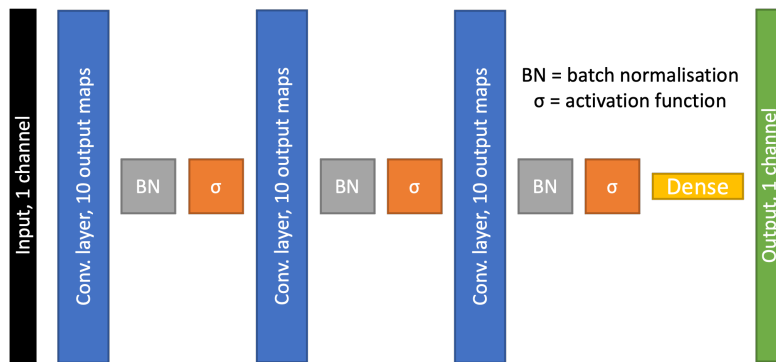 Input, 1 channel
Conv. layer, 10 output maps
BN
σ
Conv. layer, 10 output maps
BN
σ
Conv. layer, 10 output maps
BN = batch normalisation
σ = activation function
BN
σ
Dense
Output, 1 channel